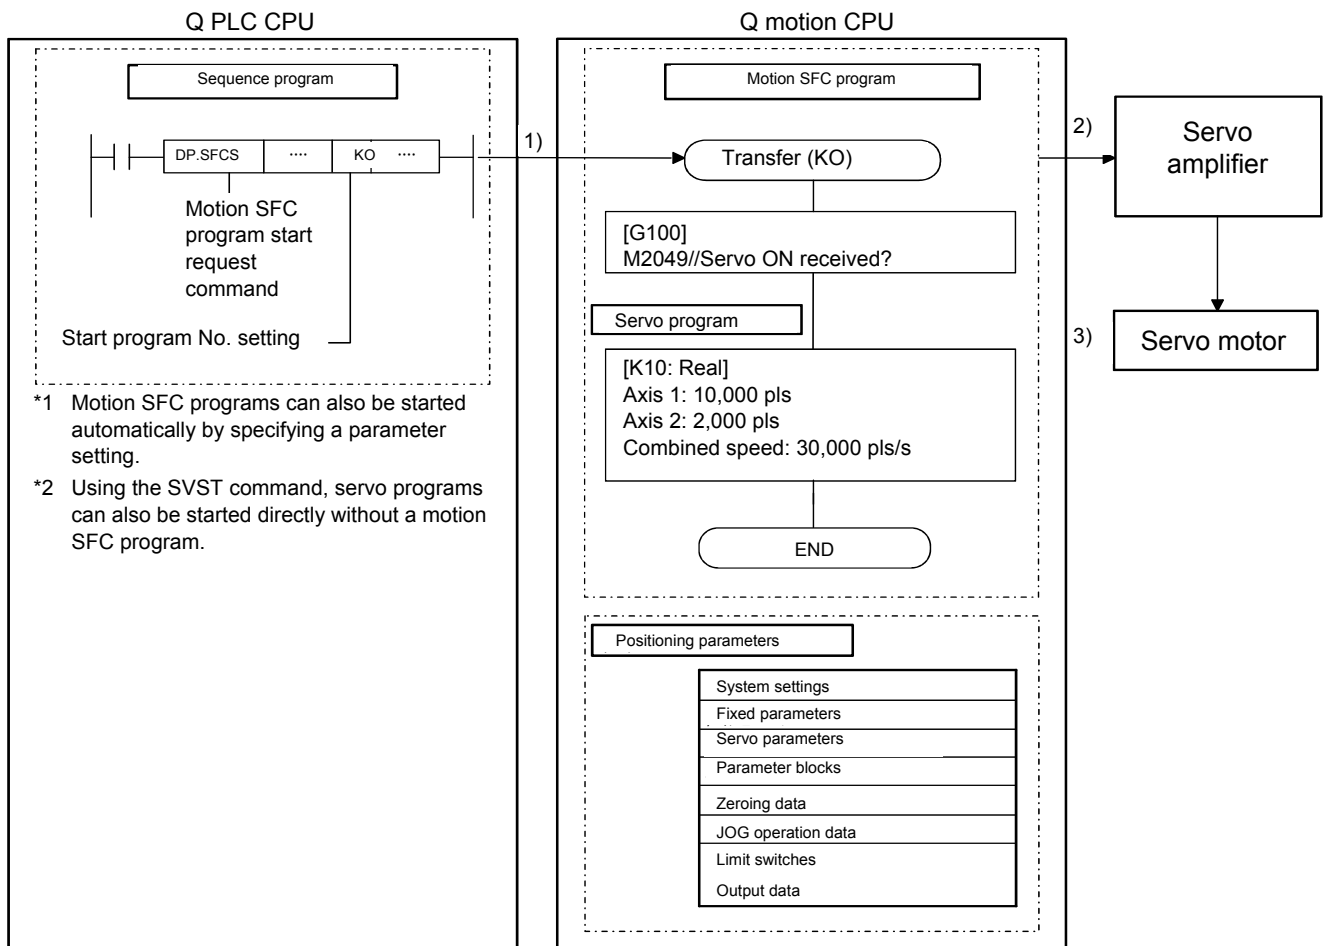 Q PLC CPU
Sequence program
DP.SFCS .... KO ....
Motion SFC
program start
request
command
Start program No. setting
*1 Motion SFC programs can also be started
automatically by specifying a parameter
setting.
*2 Using the SVST command, servo programs
can also be started directly without a motion
SFC program.
1)
Q motion CPU
Motion SFC program
Transfer (KO)
[G100]
M2049//Servo ON received?
Servo program
[K10: Real]
Axis 1: 10,000 pls
Axis 2: 2,000 pls
Combined speed: 30,000 pls/s
END
Positioning parameters
System settings
Fixed parameters
Servo parameters
Parameter blocks
Zeroing data
JOG operation data
Limit switches
Output data
2)
Servo
amplifier
3)
Servo motor